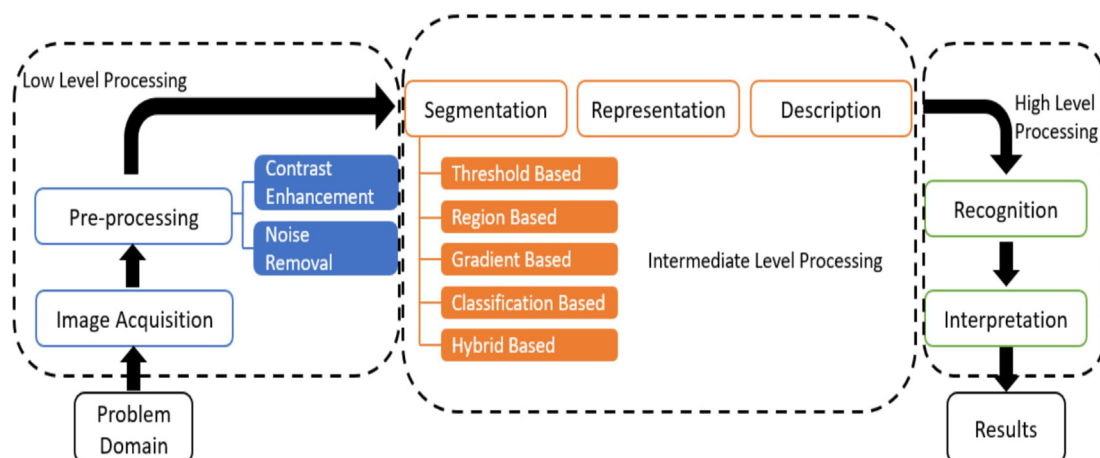 Low Level Processing
Pre-processing
Contrast
Enhancement
Noise
Removal
Image Acquisition
Problem
Domain
Segmentation
Representation
Description
Threshold Based
Region Based
Gradient Based
Classification Based
Hybrid Based
Intermediate Level Processing
High Level
Processing
Recognition
Interpretation
Results